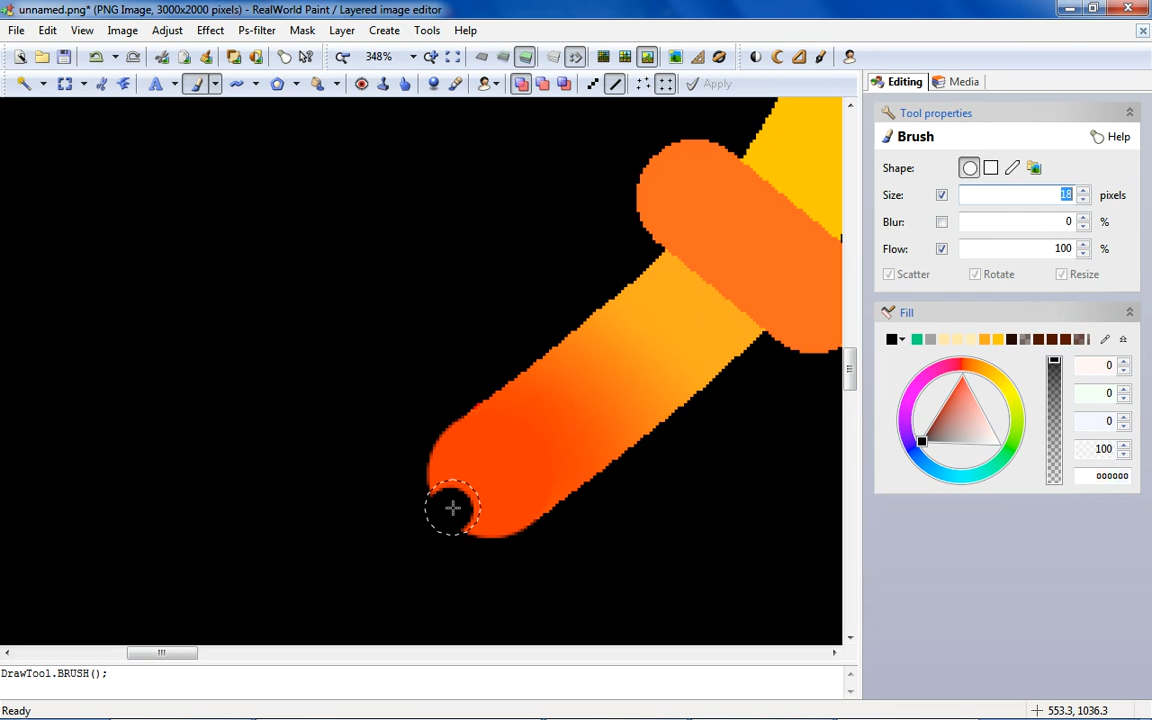 unnamed.png* (PNG Image, 3000x2000 pixels) - RealWorld Paint / Layered image editor
File Edit View Image Adjust Effect Ps-filter Mask Layer Create Tools Help
348%
Apply
Editing Media
Tool properties
Brush Help
Shape:
Size: 18 pixels
Blur: 0 %
Flow: 100 %
Scatter Rotate Resize
Fill
0
0
0
100
000000
DrawTool.BRUSH();
Ready 553.3, 1036.3